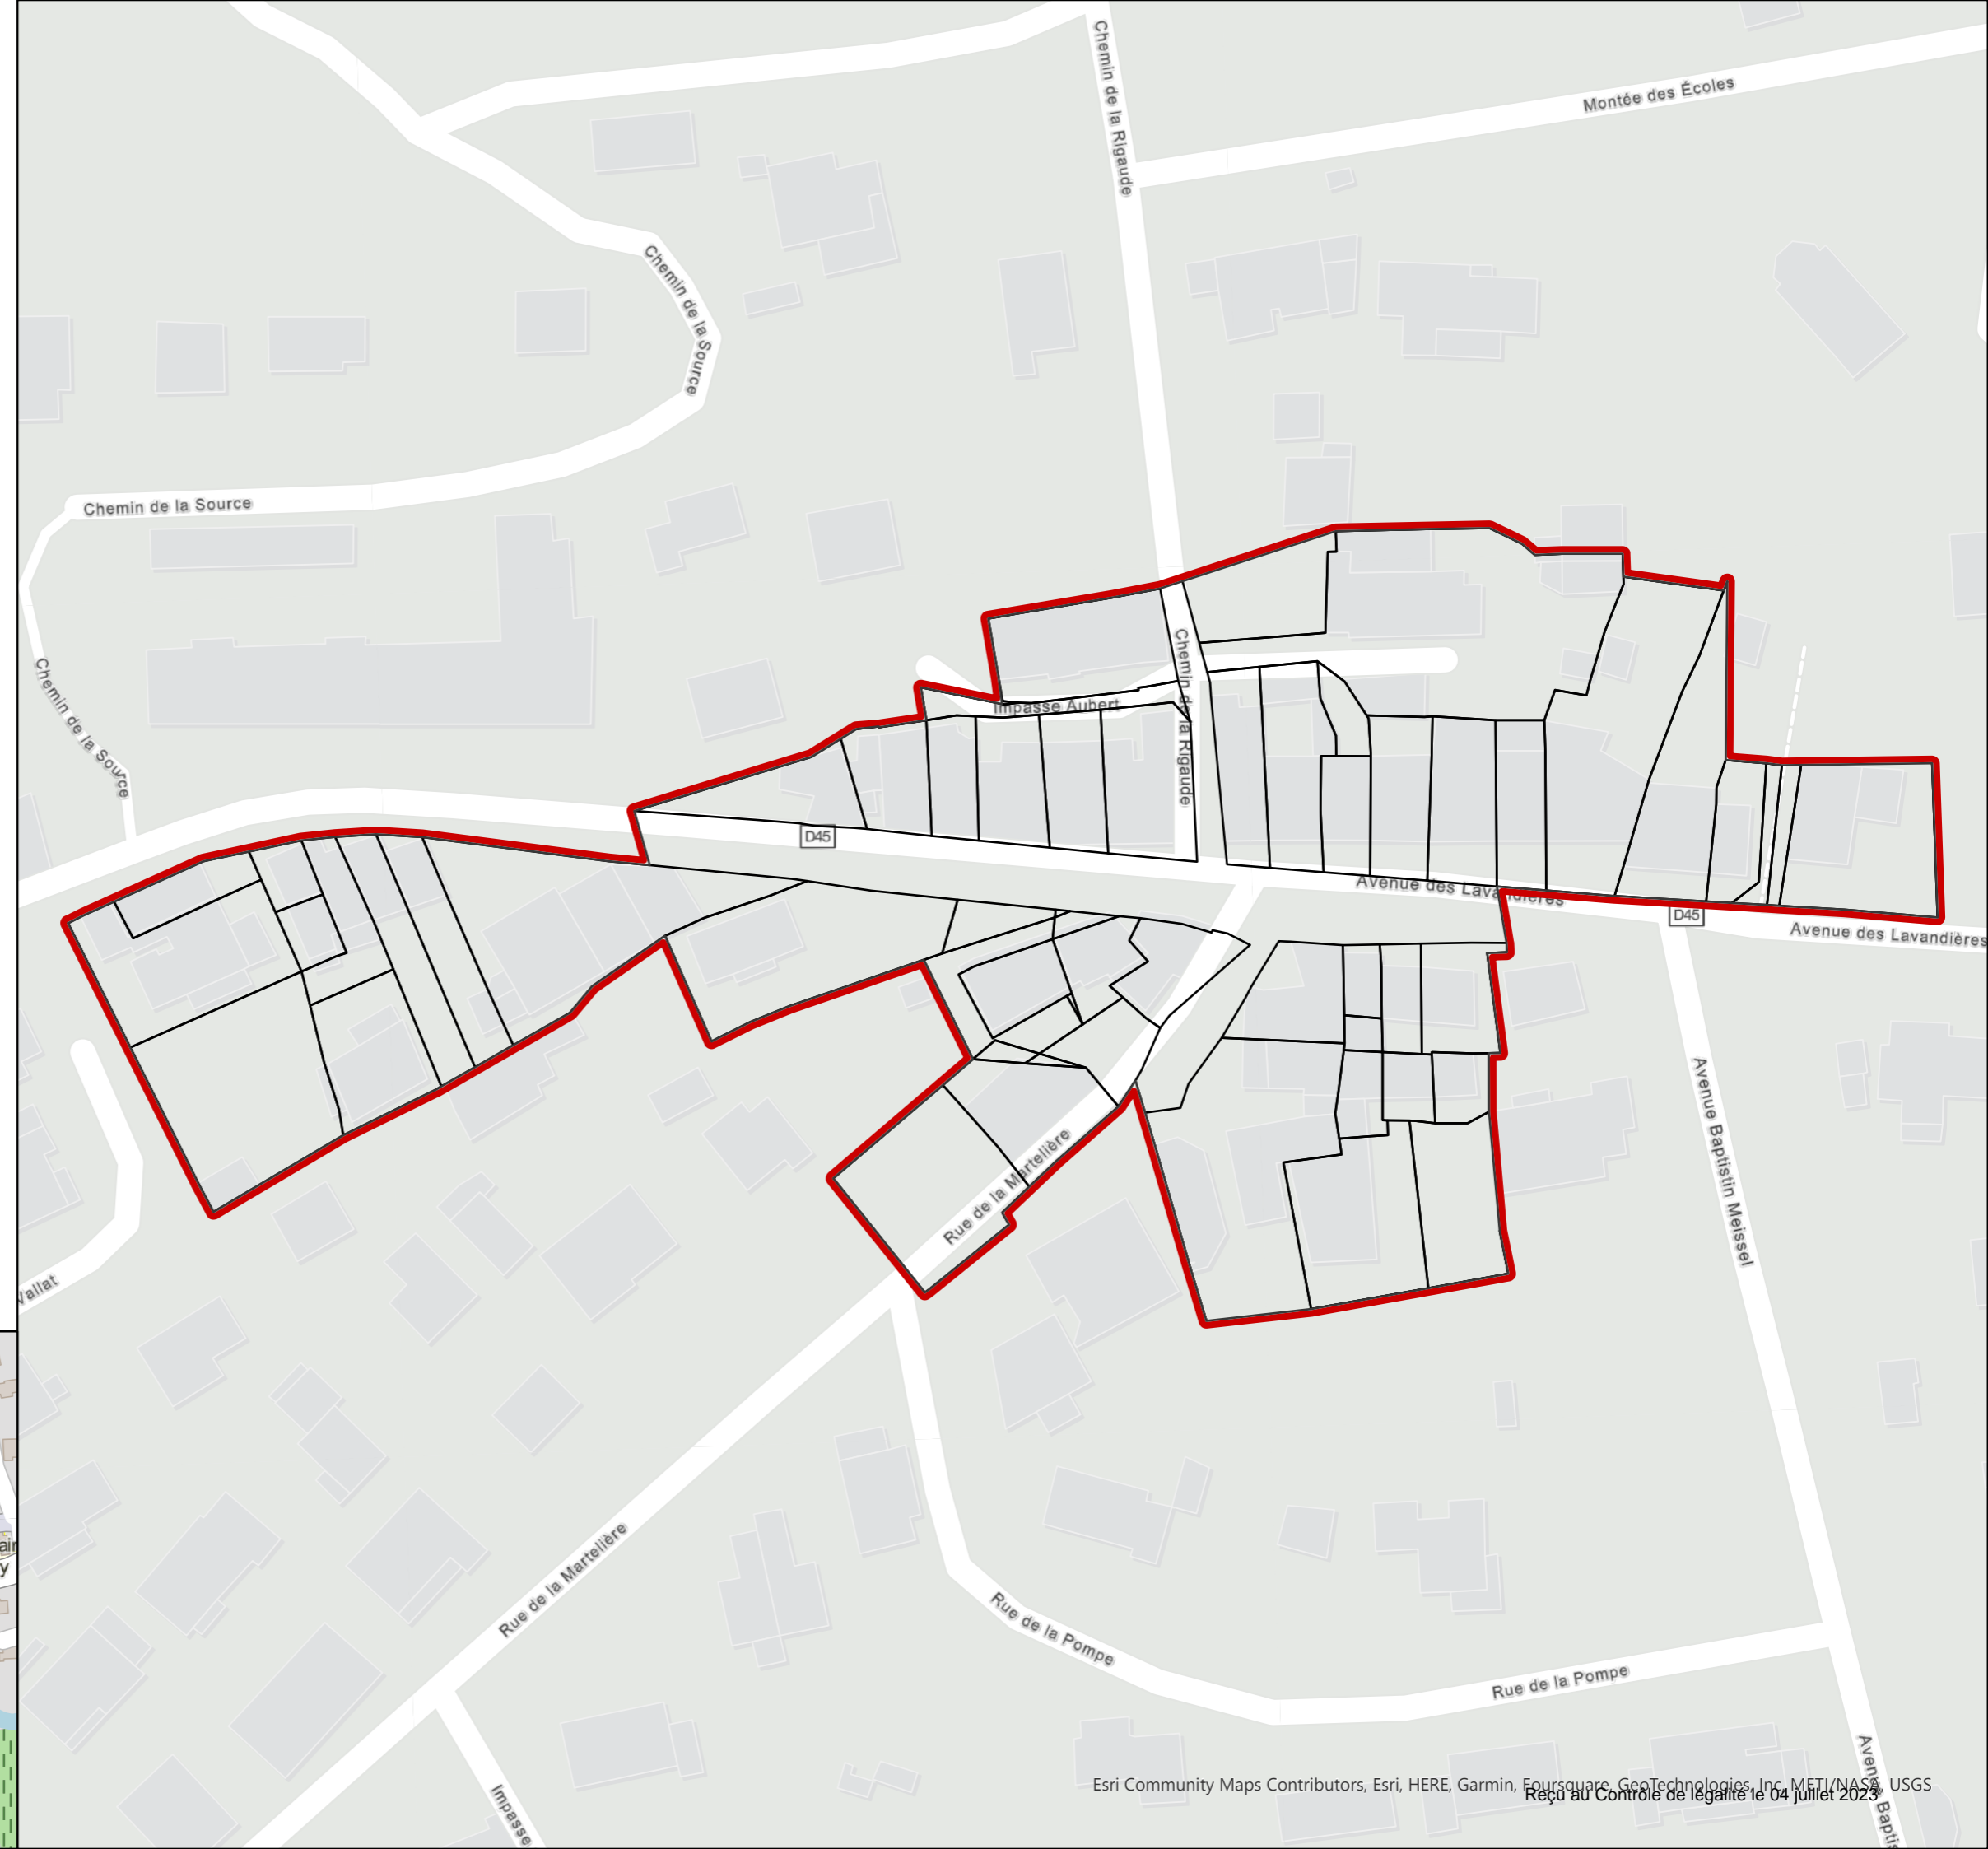 Chemin de la Rigaude
Montée des Écoles
Chemin de la Source
Chemin de la Source
Chemin de la Source
Chemin de la Rigaude
Impasse Aubert
D45
Avenue des Lavandières
D45
Avenue des Lavandières
Avenue Baptistin Meissel
Rue de la Martelière
Vallat
Rue de la Martelière
air
y
Rue de la Pompe
Rue de la Pompe
Impasse
Avenue Baptis
Esri Community Maps Contributors, Esri, HERE, Garmin, Foursquare, GeoTechnologies, Inc, METI/NASA, USGS
Reçu au Contrôle de légalité le 04 juillet 2023